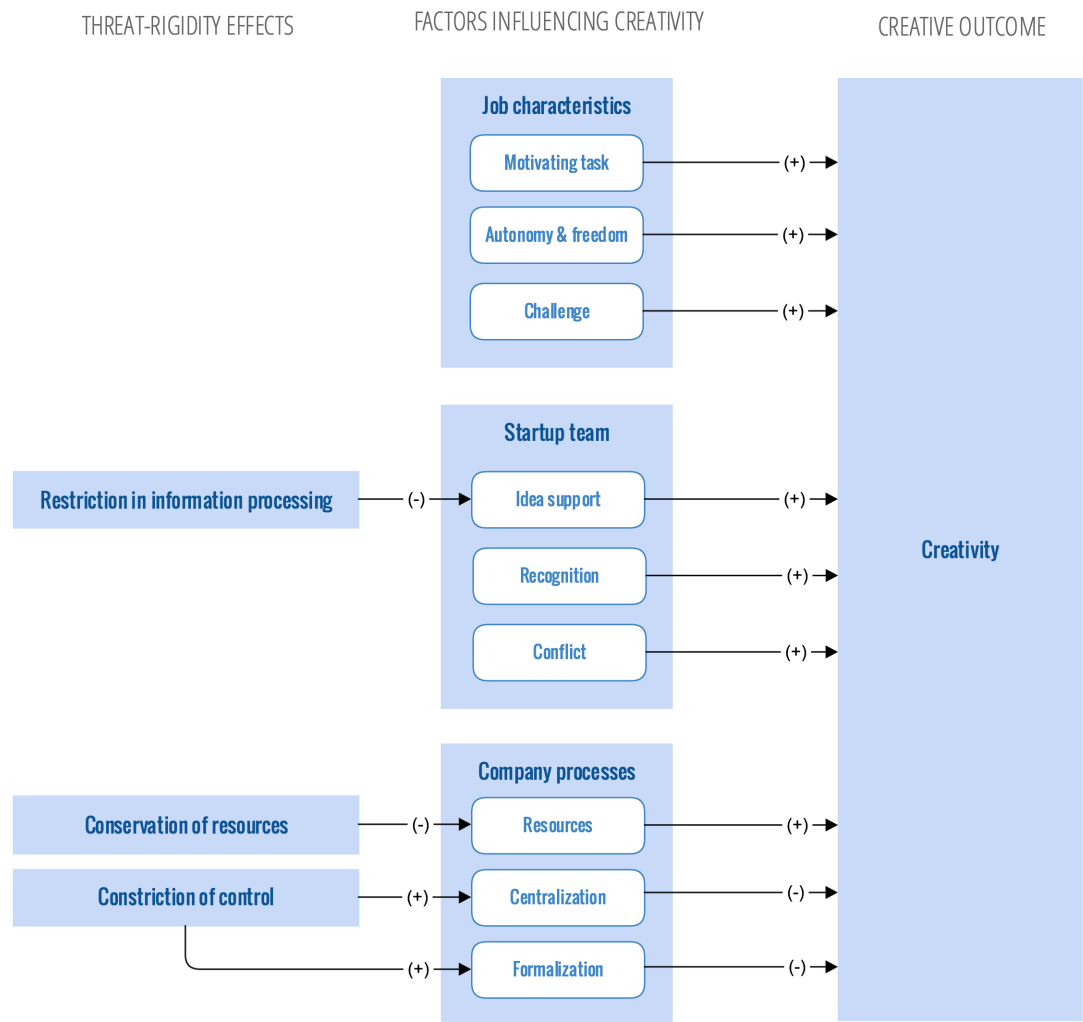 THREAT-RIGIDITY EFFECTS
FACTORS INFLUENCING CREATIVITY
CREATIVE OUTCOME
Job characteristics
Motivating task
(+)
Autonomy & freedom
(+)
Challenge
(+)
Startup team
Restriction in information processing
(-)
Idea support
(+)
Recognition
(+)
Conflict
(+)
Creativity
Company processes
Conservation of resources
(-)
Resources
(+)
Constriction of control
(+)
Centralization
(-)
(+)
Formalization
(-)